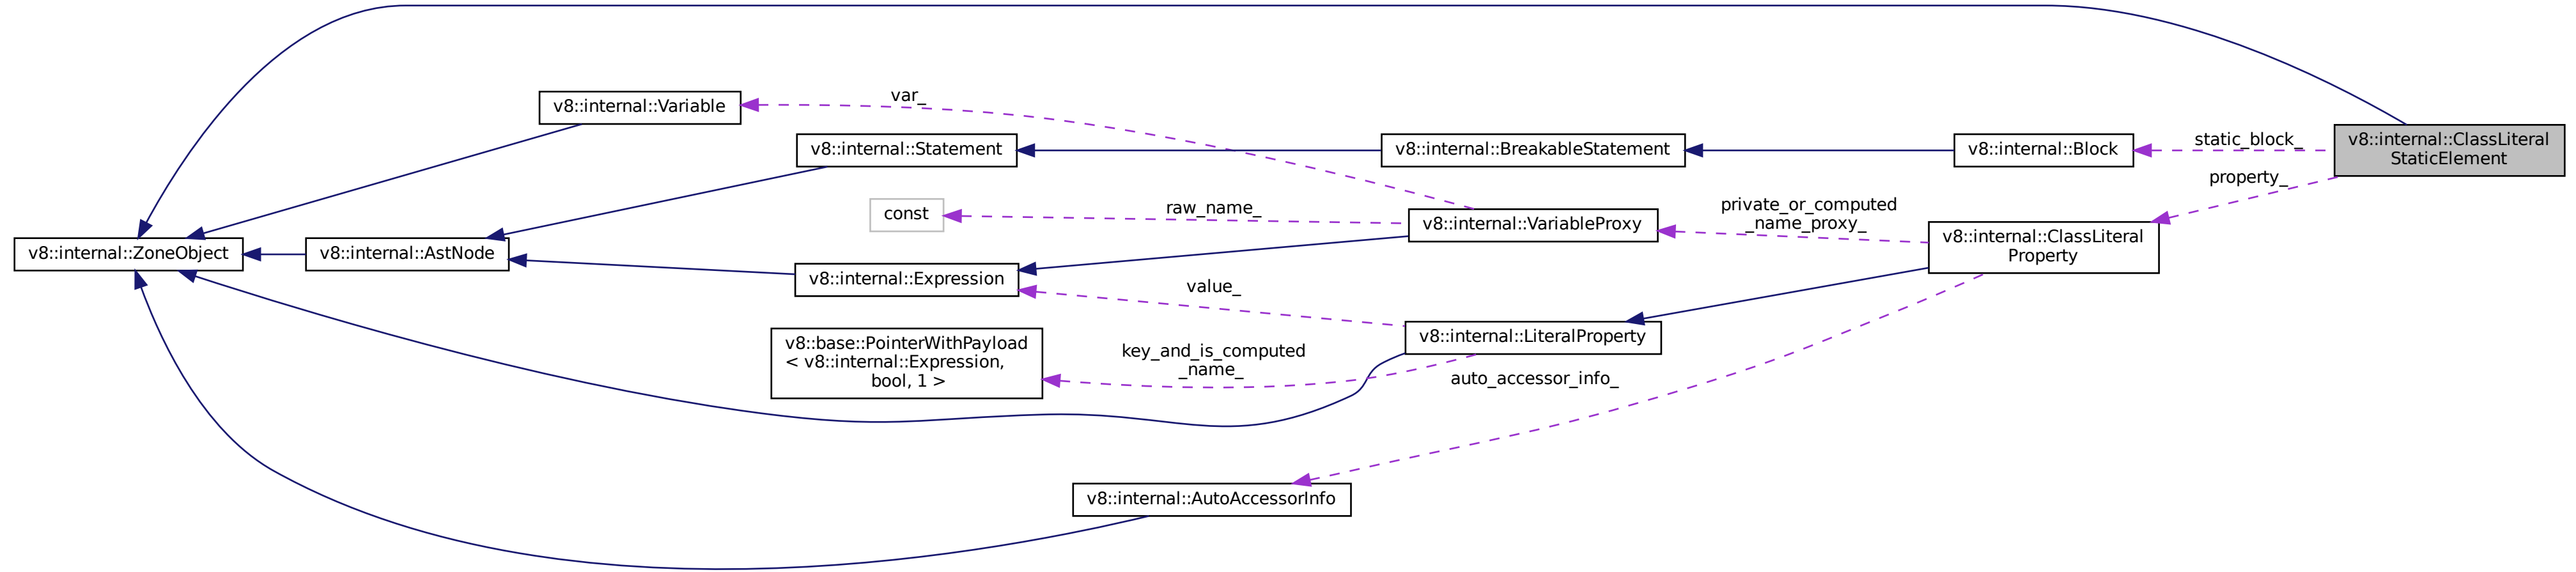 var_
v8::internal::Variable
v8::internal::ClassLiteral
StaticElement
static_block_
v8::internal::Statement
v8::internal::BreakableStatement
v8::internal::Block
property_
private_or_computed
_name_proxy_
raw_name_
const
v8::internal::VariableProxy
v8::internal::ClassLiteral
Property
v8::internal::ZoneObject
v8::internal::AstNode
v8::internal::Expression
value_
v8::internal::LiteralProperty
v8::base::PointerWithPayload
< v8::internal::Expression,
bool, 1 >
key_and_is_computed
_name_
auto_accessor_info_
v8::internal::AutoAccessorInfo